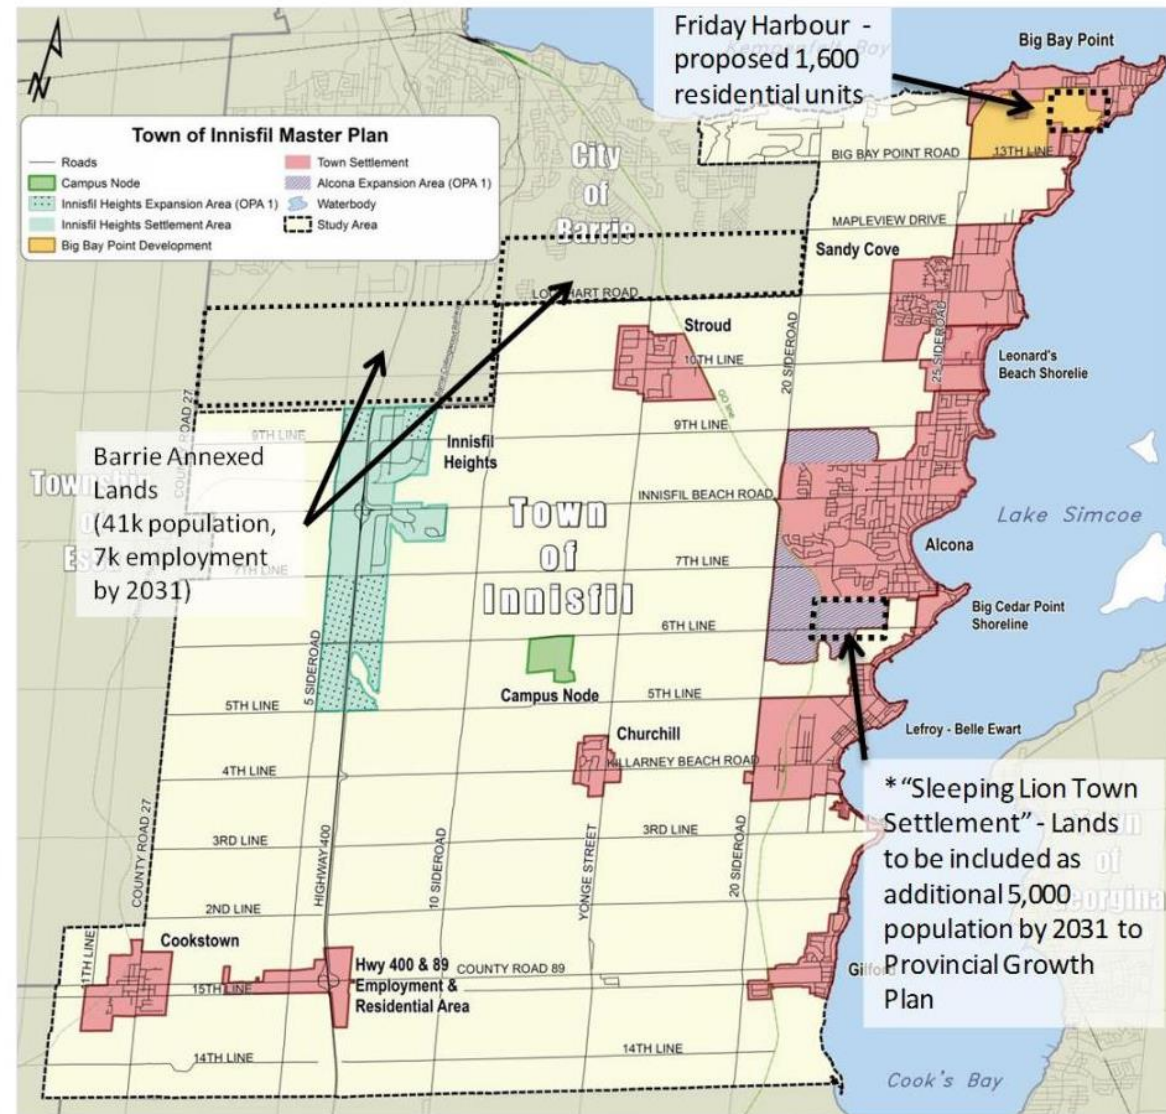 Friday Harbour -
proposed 1,600
residential units
Big Bay Point
N
Town of Innisfil Master Plan
Roads
Campus Node
Innisfil Heights Expansion Area (OPA 1)
Innisfil Heights Settlement Area
Big Bay Point Development
Town Settlement
Alcona Expansion Area (OPA 1)
Waterbody
Study Area
City
of
Barrie
BIG BAY POINT ROAD
13TH LINE
MAPLEVIEW DRIVE
Sandy Cove
LOCKHART ROAD
Stroud
10TH LINE
20 SIDEROAD
25 SIDEROAD
Leonard's
Beach Shorelie
GO line
9TH LINE
9TH LINE
COUNTY ROAD 27
Innisfil
Heights
Barrie Annexed
Lands
(41k population,
7k employment
by 2031)
INNISFIL BEACH ROAD
Town
of
Innisfil
Lake Simcoe
Alcona
7TH LINE
7TH LINE
Big Cedar Point
Shoreline
6TH LINE
Campus Node
5 SIDEROAD
5TH LINE
5TH LINE
Lefroy - Belle Ewart
Churchill
KILLARNEY BEACH ROAD
4TH LINE
* "Sleeping Lion Town
Settlement" - Lands
to be included as
additional 5,000
population by 2031 to
Provincial Growth
Plan
3RD LINE
3RD LINE
COUNTY ROAD 27
HIGHWAY 400
10 SIDEROAD
YONGE STREET
20 SIDEROAD
2ND LINE
Cookstown
11TH LINE
15TH LINE
Hwy 400 & 89
Employment &
Residential Area
COUNTY ROAD 89
Gilford
14TH LINE
14TH LINE
Cook's Bay